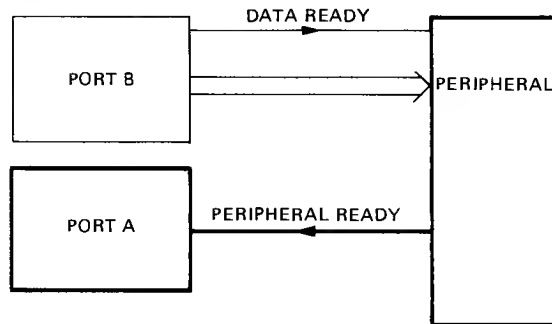 DATA READY
PORT B
PERIPHERAL
PORT A
PERIPHERAL READY